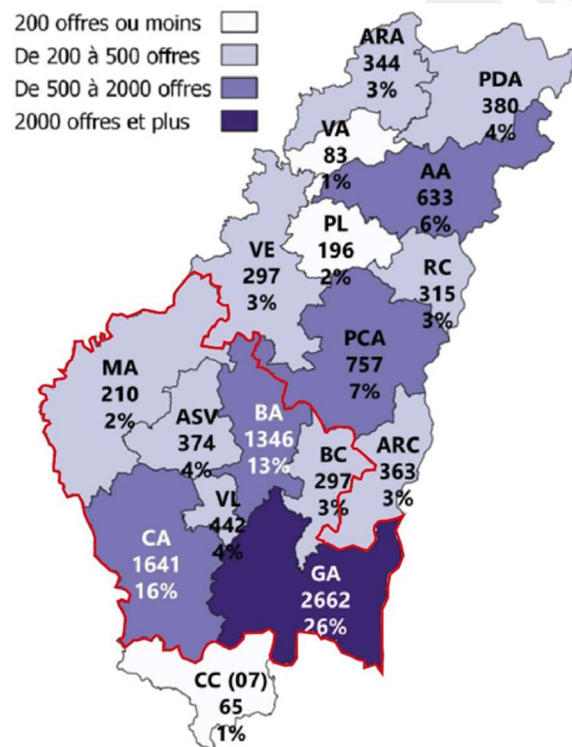 200 offres ou moins
De 200 à 500 offres
De 500 à 2000 offres
2000 offres et plus
ARA
344
3%
PDA
380
4%
VA
83
1%
AA
633
6%
PL
196
2%
VE
297
3%
RC
315
3%
PCA
757
7%
MA
210
2%
ASV
374
4%
BA
1346
13%
BC
297
3%
ARC
363
3%
VL
442
4%
CA
1641
16%
GA
2662
26%
CC (07)
65
1%